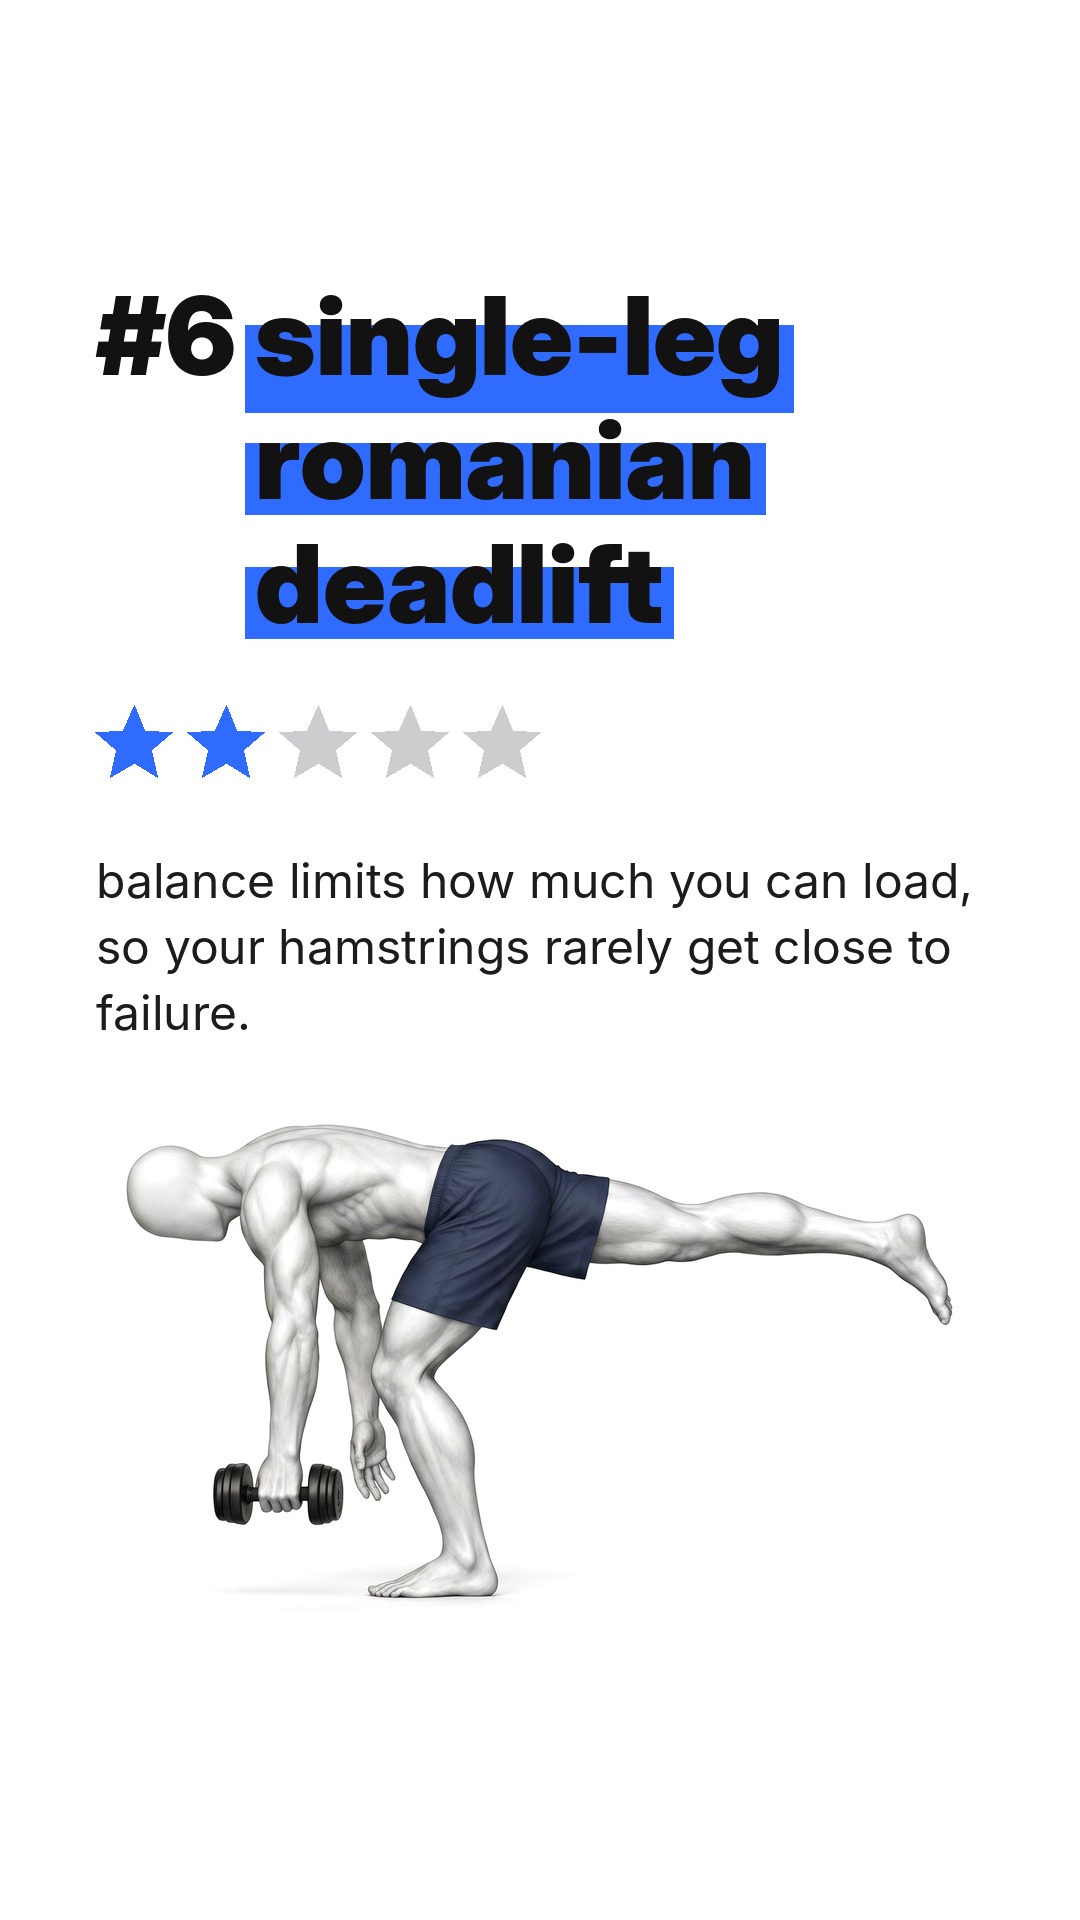 #6 single-leg
romanian
deadlift
balance limits how much you can load,
so your hamstrings rarely get close to
failure.